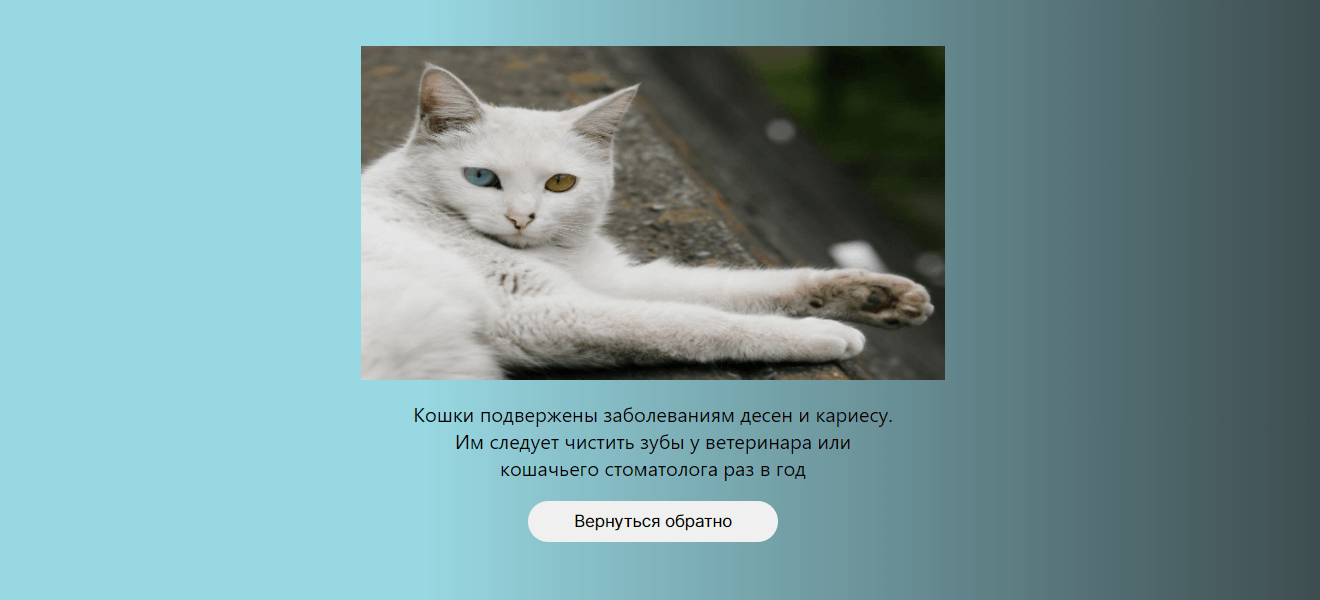 Кошки подвержены заболеваниям десен и кариесу.
Им следует чистить зубы у ветеринара или
кошачьего стоматолога раз в год
Вернуться обратно